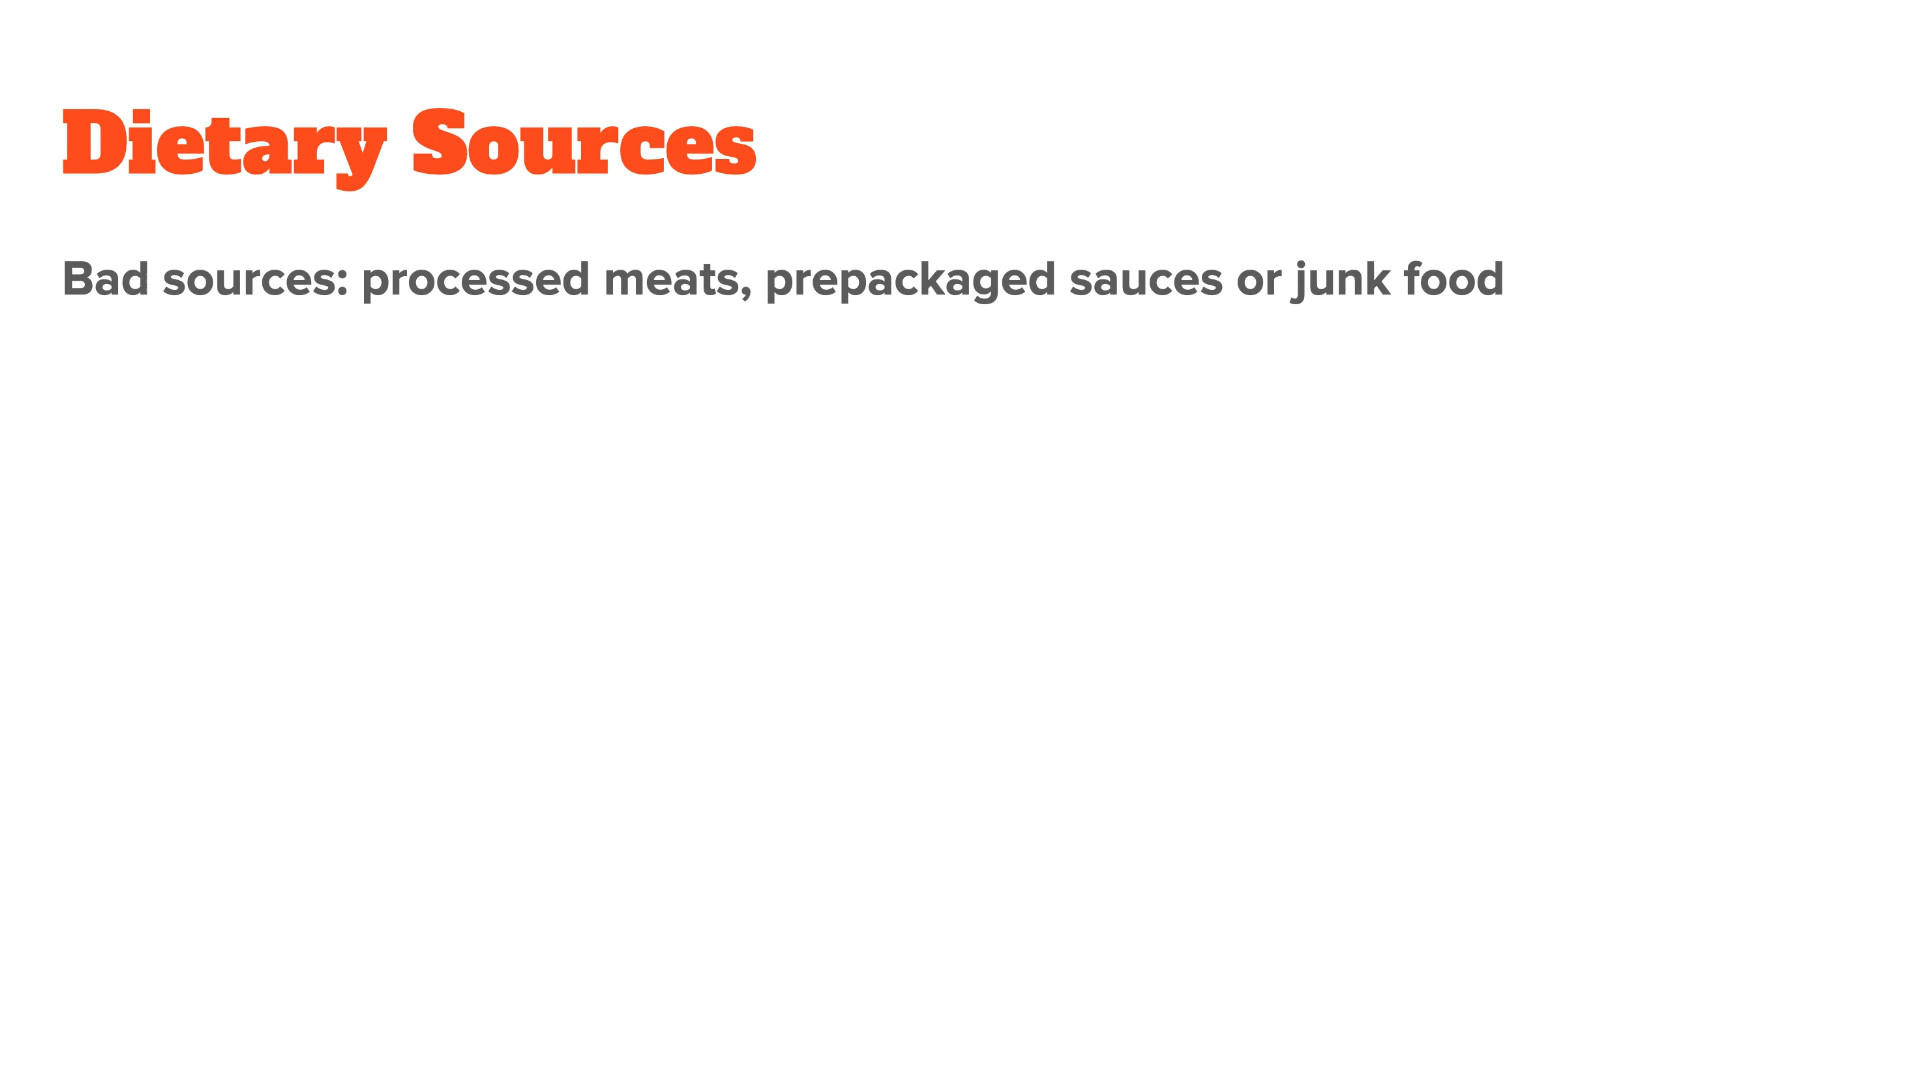 Dietary Sources
Bad sources: processed meats, prepackaged sauces or junk food